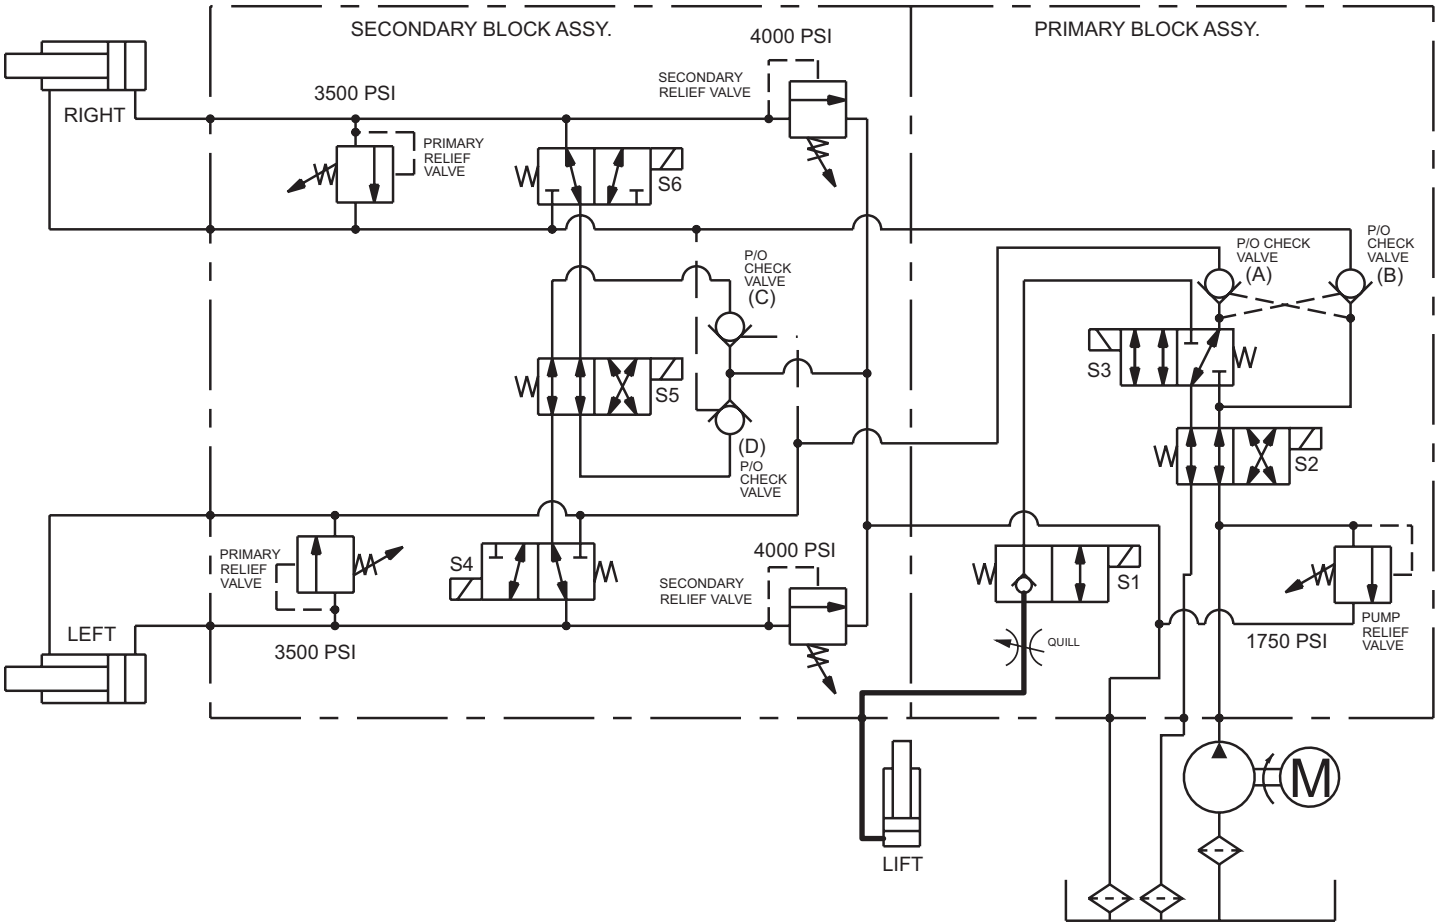 SECONDARY BLOCK ASSY.
PRIMARY BLOCK ASSY.
4000 PSI
SECONDARY
RELIEF VALVE
3500 PSI
RIGHT
PRIMARY
RELIEF
VALVE
S6
P/O
CHECK
VALVE
(C)
P/O CHECK
VALVE
(A)
P/O
CHECK
VALVE
(B)
S3
S5
(D)
P/O
CHECK
VALVE
S2
4000 PSI
SECONDARY
RELIEF VALVE
PRIMARY
RELIEF
VALVE
S4
S1
LEFT
3500 PSI
QUILL
1750 PSI
PUMP
RELIEF
VALVE
M
LIFT